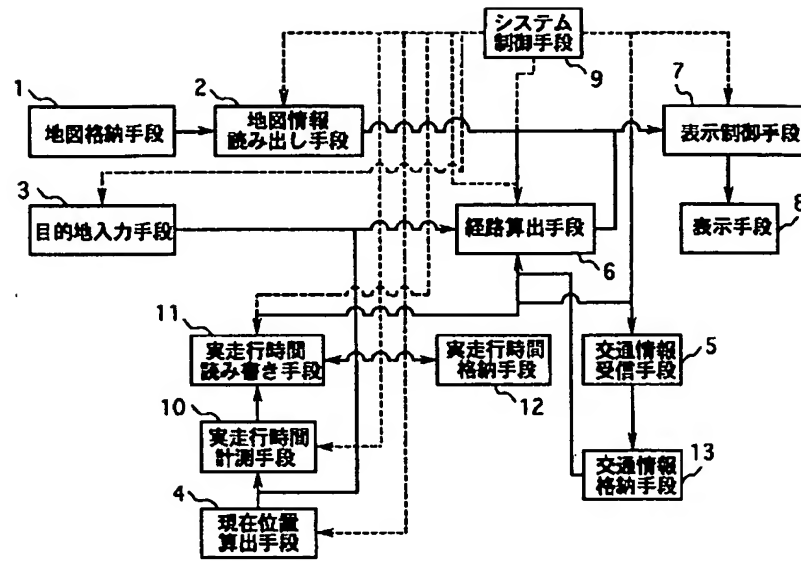 システム
制御手段
9
7
1
2
地図格納手段
地図情報
読み出し手段
表示制御手段
3
8
目的地入力手段
経路算出手段
表示手段
6
11
実走行時間
読み書き手段
実走行時間
格納手段
12
交通情報
受信手段
5
10
実走行時間
計測手段
13
交通情報
格納手段
4
現在位置
算出手段